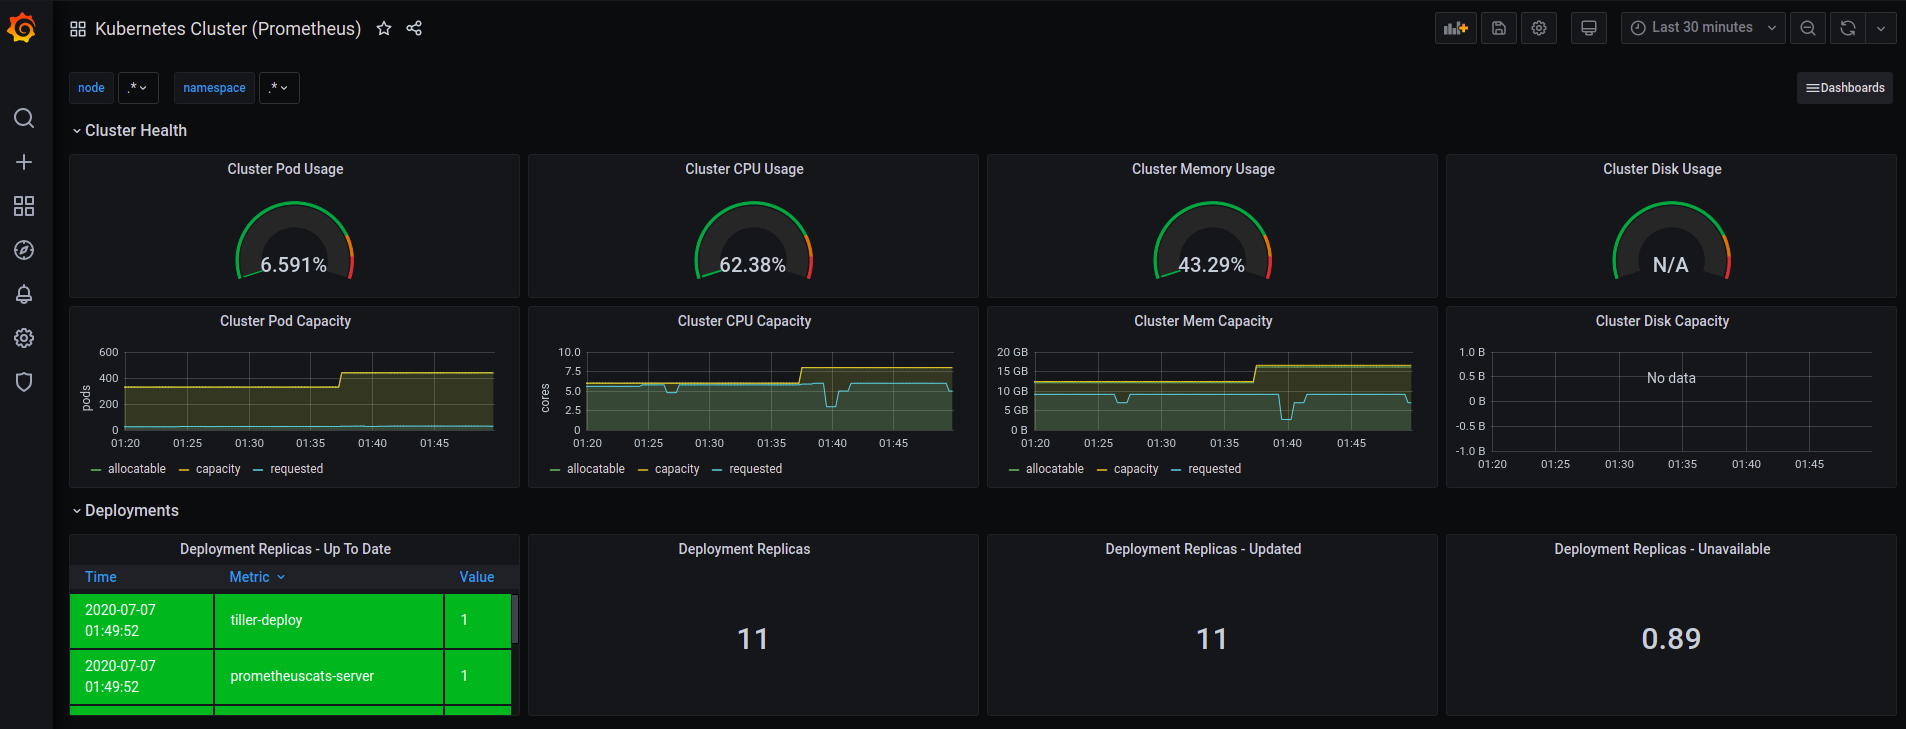 Kubernetes Cluster (Prometheus)
Last 30 minutes
node .* namespace .*
Dashboards
Cluster Health
Cluster Pod Usage
6.591%
Cluster CPU Usage
62.38%
Cluster Memory Usage
43.29%
Cluster Disk Usage
N/A
Cluster Pod Capacity
pods
600
400
200
0
01:20 01:25 01:30 01:35 01:40 01:45
allocatable capacity requested
Cluster CPU Capacity
cores
10.0
7.5
5.0
2.5
0
01:20 01:25 01:30 01:35 01:40 01:45
allocatable capacity requested
Cluster Mem Capacity
20 GB
15 GB
10 GB
5 GB
0 B
01:20 01:25 01:30 01:35 01:40 01:45
allocatable capacity requested
Cluster Disk Capacity
1.0 B
0.5 B
0 B
-0.5 B
-1.0 B
No data
01:20 01:25 01:30 01:35 01:40 01:45
Deployments
Deployment Replicas - Up To Date
Time Metric Value
2020-07-07
01:49:52
tiller-deploy
1
2020-07-07
01:49:52
prometheuscats-server
1
Deployment Replicas
11
Deployment Replicas - Updated
11
Deployment Replicas - Unavailable
0.89